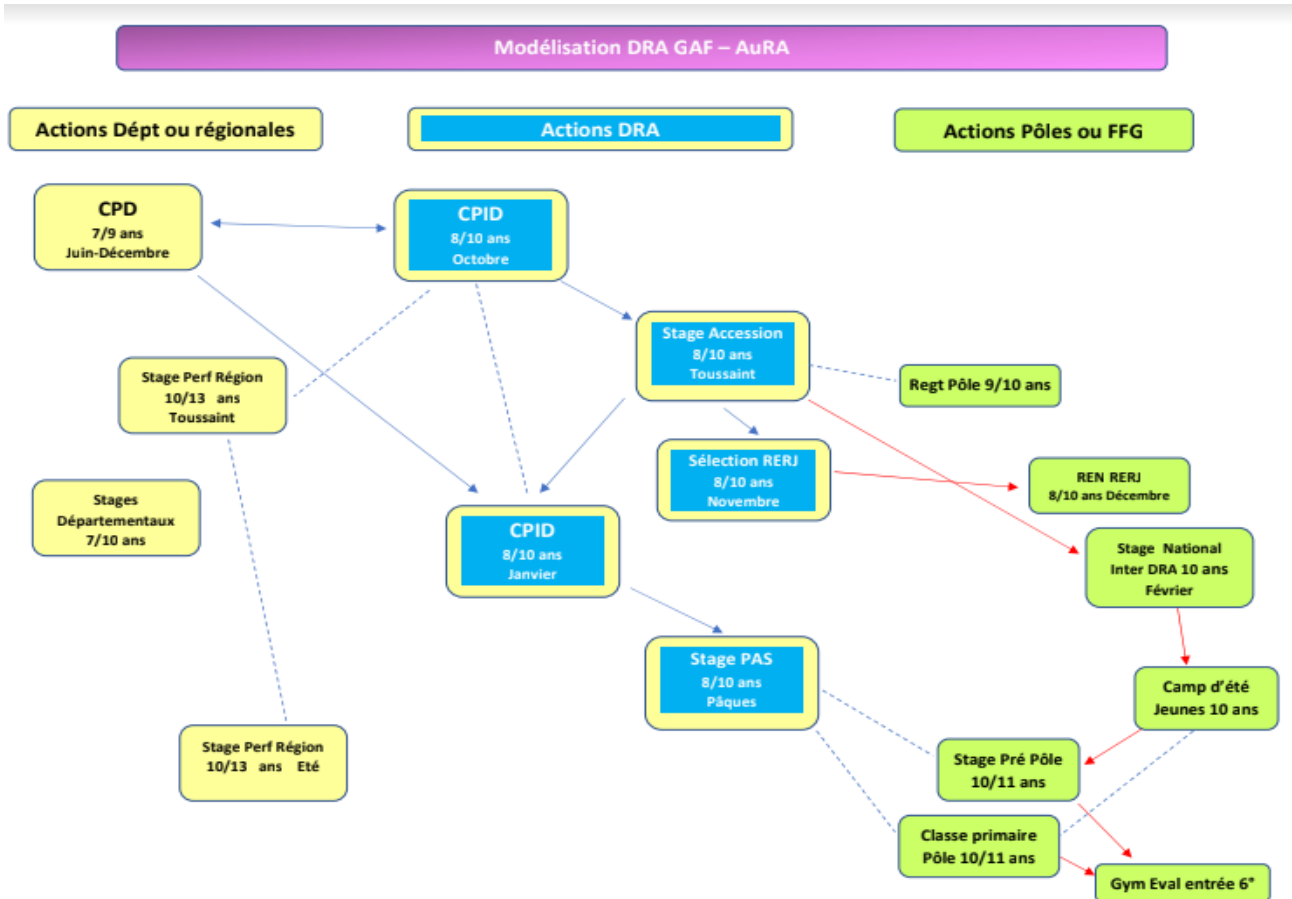 Modélisation DRA GAF – AuRA
Actions Dépt ou régionales
Actions DRA
Actions Pôles ou FFG
CPD
7/9 ans
Juin-Décembre
CPID
8/10 ans
Octobre
Stage Accession
8/10 ans
Toussaint
Stage Perf Région
10/13 ans
Toussaint
Regt Pôle 9/10 ans
Sélection RERJ
8/10 ans
Novembre
REN RERJ
8/10 ans Décembre
Stages
Départementaux
7/10 ans
CPID
8/10 ans
Janvier
Stage National
Inter DRA 10 ans
Février
Stage PAS
8/10 ans
Pâques
Camp d'été
Jeunes 10 ans
Stage Perf Région
10/13 ans Eté
Stage Pré Pôle
10/11 ans
Classe primaire
Pôle 10/11 ans
Gym Eval entrée 6°